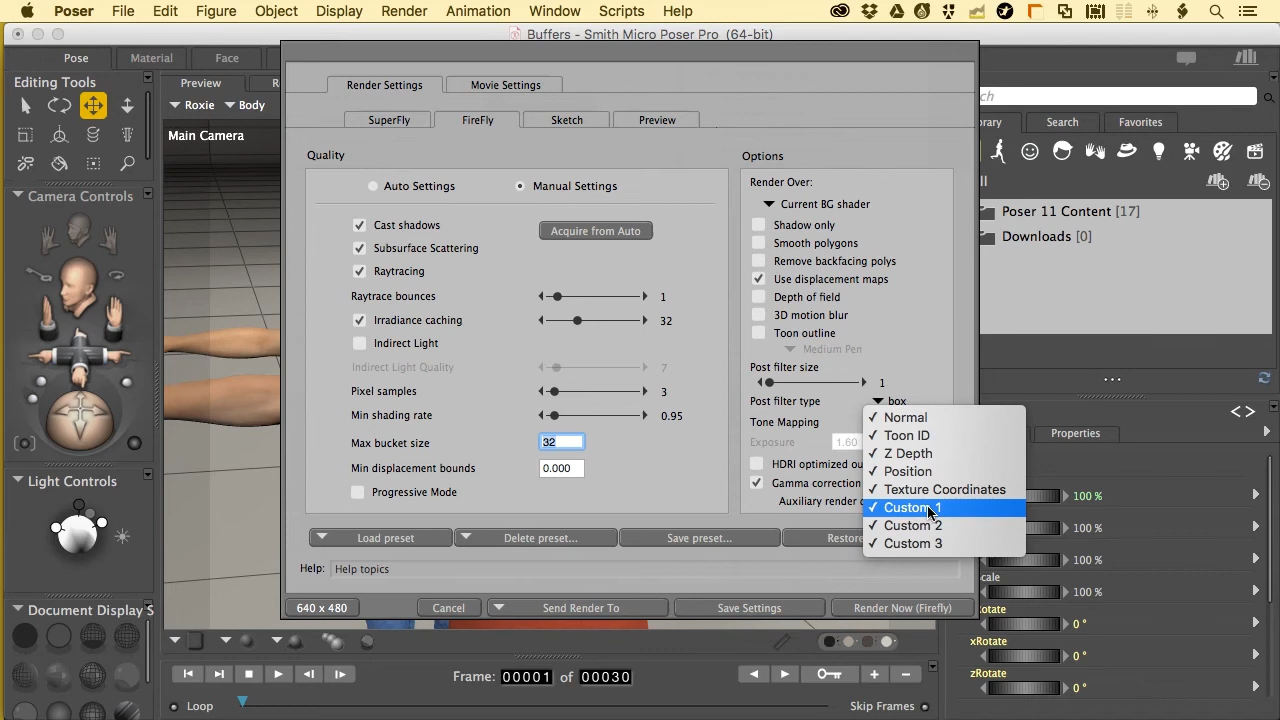 Poser File Edit Figure Object Display Render Animation Window Scripts Help
Buffers - Smith Micro Poser Pro (64-bit)
Pose Material Face
Editing Tools
Preview
Roxie Body
Main Camera
Camera Controls
Light Controls
Document Display S
Render Settings Movie Settings
SuperFly FireFly Sketch Preview
Quality
Auto Settings Manual Settings
Cast shadows Acquire from Auto
Subsurface Scattering
Raytracing
Raytrace bounces 1
Irradiance caching 32
Indirect Light
Indirect Light Quality 7
Pixel samples 3
Min shading rate 0.95
Max bucket size 32
Min displacement bounds 0.000
Progressive Mode
Options
Render Over:
Current BG shader
Shadow only
Smooth polygons
Remove backfacing polys
Use displacement maps
Depth of field
3D motion blur
Toon outline
Medium Pen
Post filter size
1
Post filter type box
Tone Mapping
Exposure 1.60
HDRI optimized ou
Gamma correction
Auxiliary render d
Normal
Toon ID
Z Depth
Position
Texture Coordinates
Custom 1
Custom 2
Custom 3
Load preset Delete preset... Save preset... Restore
Help: Help topics
640 x 480 Cancel Send Render To Save Settings Render Now (Firefly)
ch
rary Search Favorites
ll
Poser 11 Content [17]
Downloads [0]
Properties
100 %
100 %
100 %
cale
100 %
Rotate
0 °
xRotate
0 °
zRotate
0 °
Frame: 00001 of 00030
Loop Skip Frames